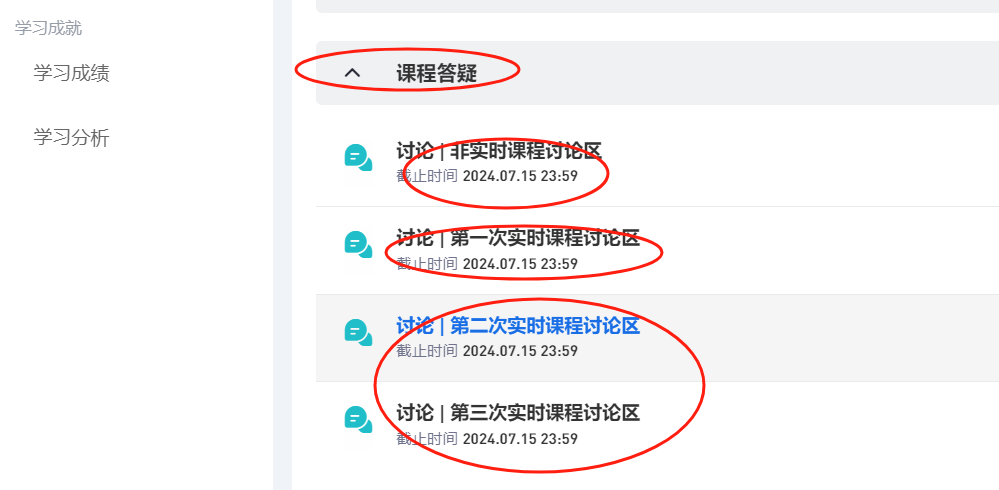 学习成就
学习成绩
学习分析
课程答疑
讨论 | 非实时课程讨论区
截止时间 2024.07.15 23:59
讨论 | 第一次实时课程讨论区
截止时间 2024.07.15 23:59
讨论 | 第二次实时课程讨论区
截止时间 2024.07.15 23:59
讨论 | 第三次实时课程讨论区
截止时间 2024.07.15 23:59